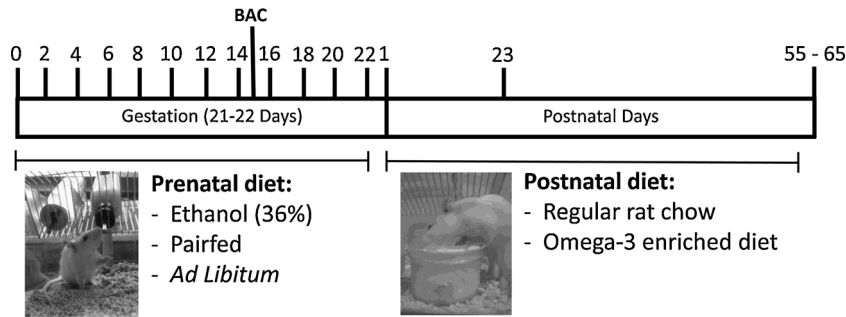 BAC
0 2 4 6 8 10 12 14 16 18 20 22 1 23 55 - 65
Gestation (21-22 Days) Postnatal Days
Prenatal diet:
- Ethanol (36%)
- Pairfed
- Ad Libitum
Postnatal diet:
- Regular rat chow
- Omega-3 enriched diet